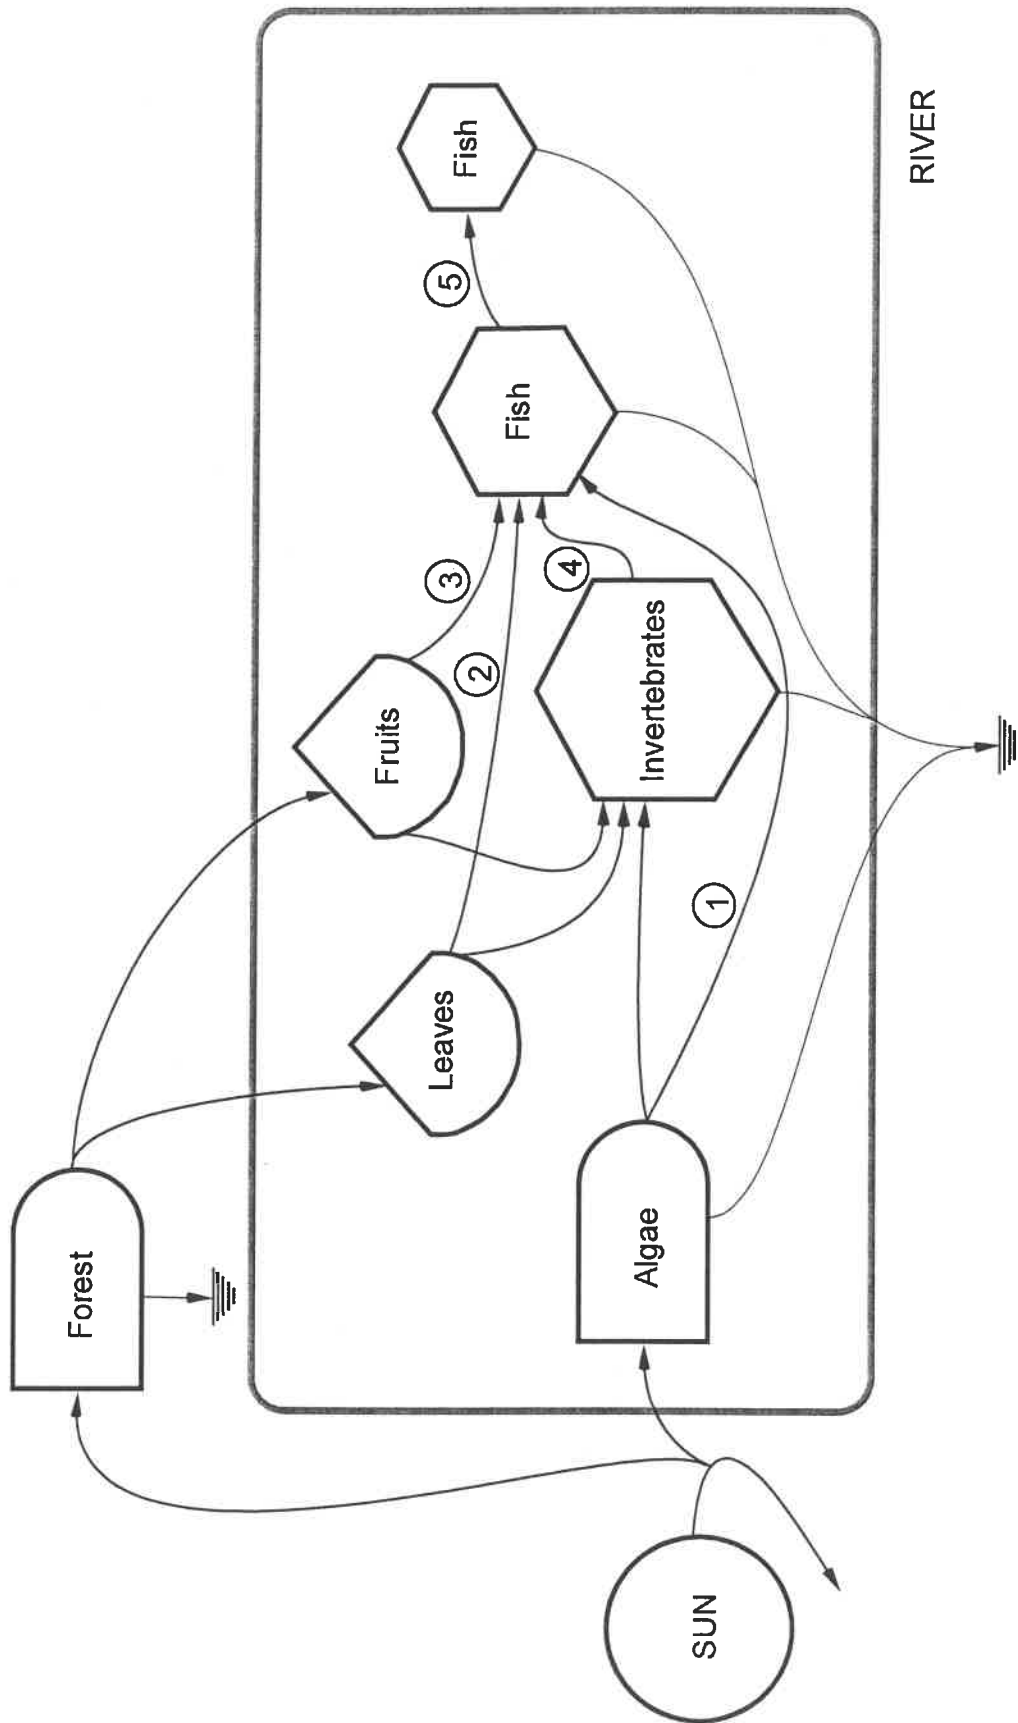 Forest
Fruits
Leaves
3
2
5
Fish
Fish
4
Invertebrates
1
Algae
SUN
RIVER